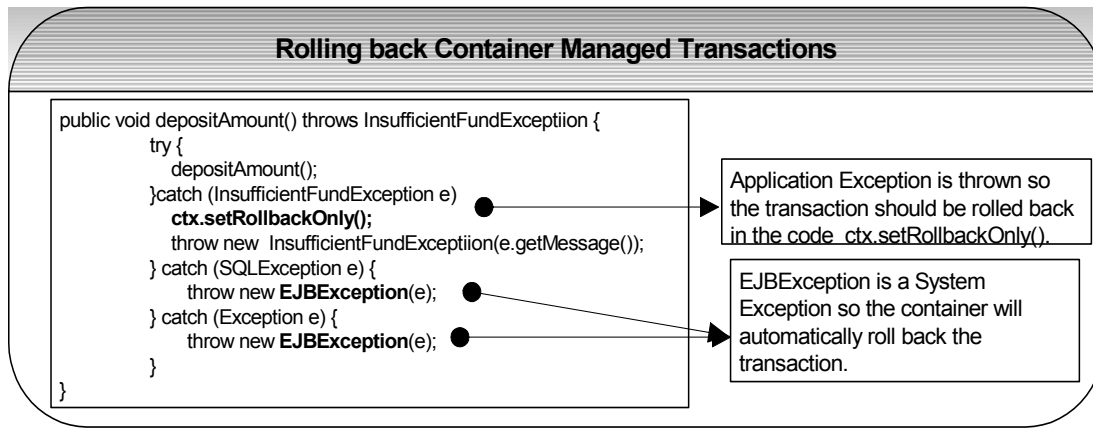 Rolling back Container Managed Transactions
public void depositAmount() throws InsufficientFundExceptiion {
try {
depositAmount();
}catch (InsufficientFundException e)
ctx.setRollbackOnly();
throw new InsufficientFundExceptiion(e.getMessage());
} catch (SQLException e) {
throw new EJBException(e);
} catch (Exception e) {
throw new EJBException(e);
}
}
Application Exception is thrown so
the transaction should be rolled back
in the code ctx.setRollbackOnly().
EJBException is a System
Exception so the container will
automatically roll back the
transaction.